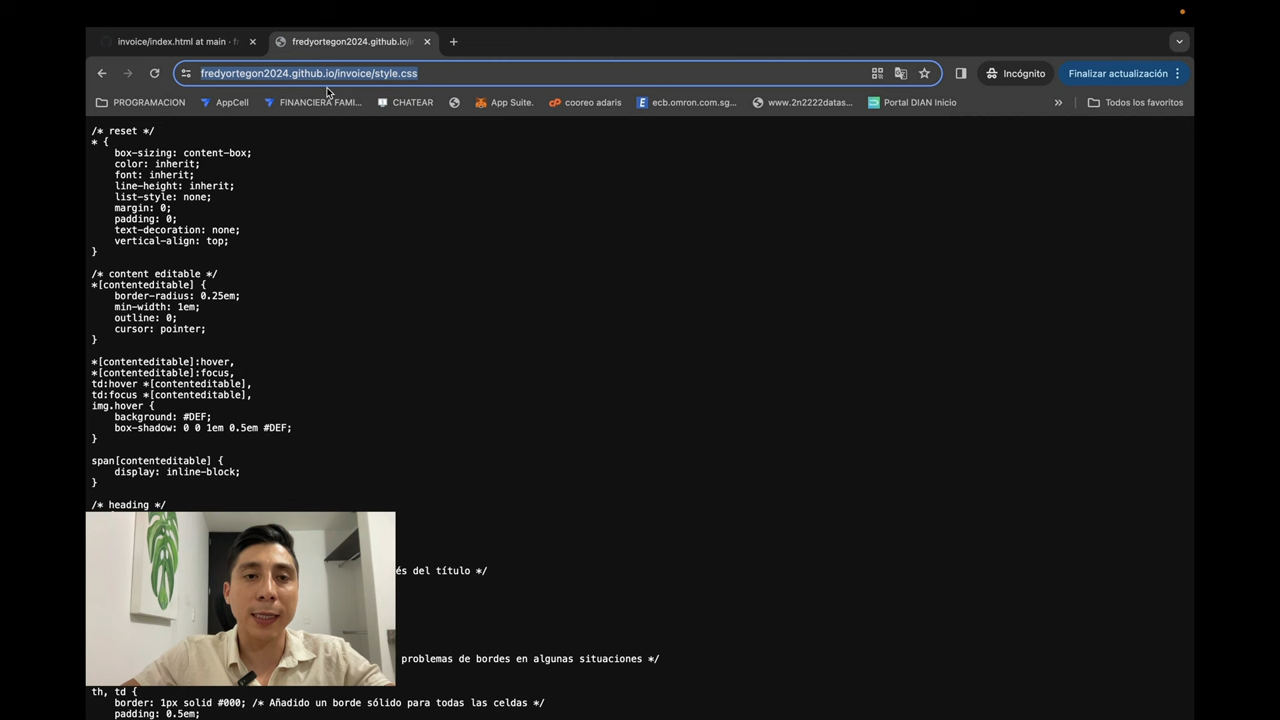 invoice/index.html at main · f
fredyortegon2024.github.io/i
fredyortegon2024.github.io/invoice/style.css
Incógnito
Finalizar actualización
PROGRAMACION
AppCell
FINANCIERA FAMI...
CHATEAR
App Suite.
cooreo adaris
ecb.omron.com.sg...
www.2n2222datas...
Portal DIAN Inicio
»
Todos los favoritos
/* reset */
* {
box-sizing: content-box;
color: inherit;
font: inherit;
line-height: inherit;
list-style: none;
margin: 0;
padding: 0;
text-decoration: none;
vertical-align: top;
}
/* content editable */
*[contenteditable] {
border-radius: 0.25em;
min-width: 1em;
outline: 0;
cursor: pointer;
}
*[contenteditable]:hover,
*[contenteditable]:focus,
td:hover *[contenteditable],
td:focus *[contenteditable],
img.hover {
background: #DEF;
box-shadow: 0 0 1em 0.5em #DEF;
}
span[contenteditable] {
display: inline-block;
}
/* heading */
és del título */
problemas de bordes en algunas situaciones */
th, td {
border: 1px solid #000; /* Añadido un borde sólido para todas las celdas */
padding: 0.5em;